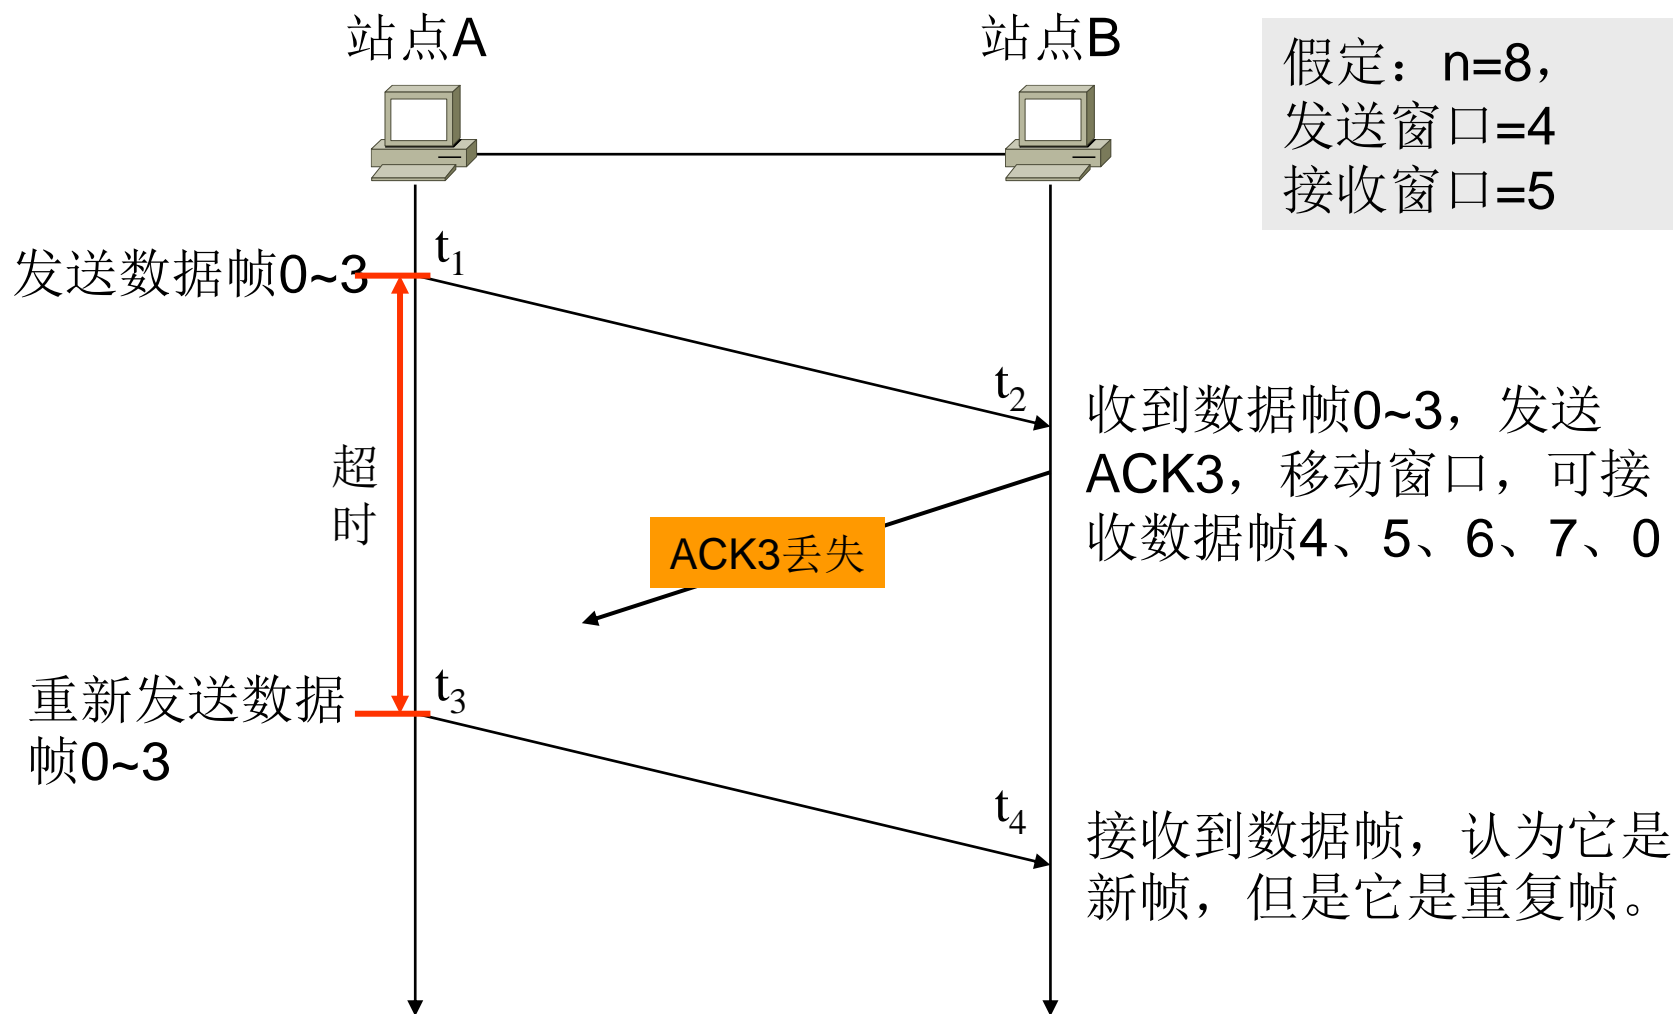 站点A
站点B
假定：n=8，
发送窗口=4
接收窗口=5
t1
发送数据帧0~3
t2
收到数据帧0~3，发送
ACK3，移动窗口，可接
收数据帧4、5、6、7、0
超
时
ACK3丢失
t3
重新发送数据
帧0~3
t4
接收到数据帧，认为它是
新帧，但是它是重复帧。